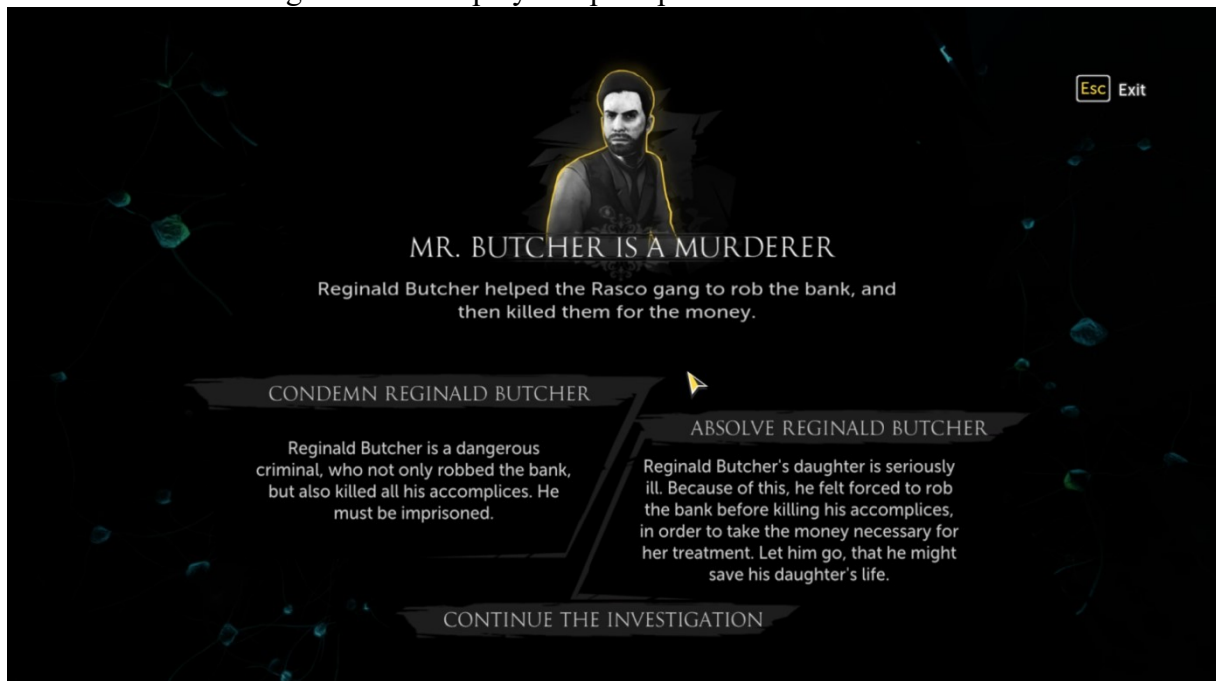 Esc Exit
MR. BUTCHER IS A MURDERER
Reginald Butcher helped the Rasco gang to rob the bank, and
then killed them for the money.
CONDEMN REGINALD BUTCHER
Reginald Butcher is a dangerous
criminal, who not only robbed the bank,
but also killed all his accomplices. He
must be imprisoned.
ABSOLVE REGINALD BUTCHER
Reginald Butcher's daughter is seriously
ill. Because of this, he felt forced to rob
the bank before killing his accomplices,
in order to take the money necessary for
her treatment. Let him go, that he might
save his daughter's life.
CONTINUE THE INVESTIGATION